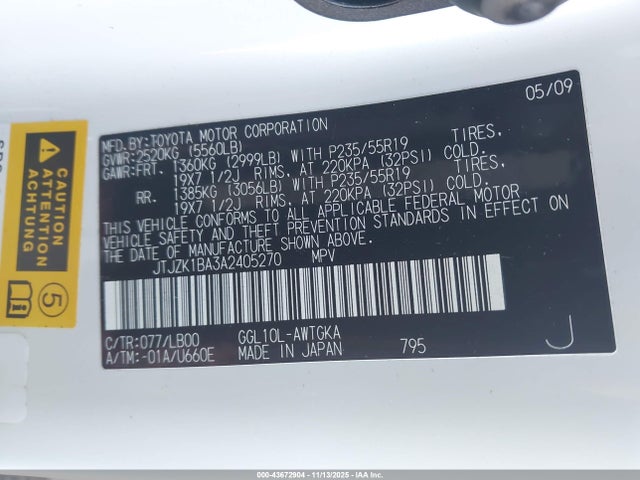 05/09
MFD.BY:TOYOTA MOTOR CORPORATION
GVWR:2520KG (5560LB)
GAWR:FRT. 1360KG (2999LB) WITH P235/55R19 TIRES,
19X7 1/2J RIMS, AT 220KPA (32PSI) COLD.
RR. 1385KG (3056LB) WITH P235/55R19 TIRES,
19X7 1/2J RIMS, AT 220KPA (32PSI) COLD.
THIS VEHICLE CONFORMS TO ALL APPLICABLE FEDERAL MOTOR
VEHICLE SAFETY AND THEFT PREVENTION STANDARDS IN EFFECT ON
THE DATE OF MANUFACTURE SHOWN ABOVE.
JTJZK1BA3A2405270 MPV
C/TR:077/LB00 GGL10L-AWTGKA
A/TM:-01A/U660E MADE IN JAPAN 795 J
CAUTION
ATTENTION
ACHTUNG
5
000-43672904 - 11/13/2025 - IAA, Inc.